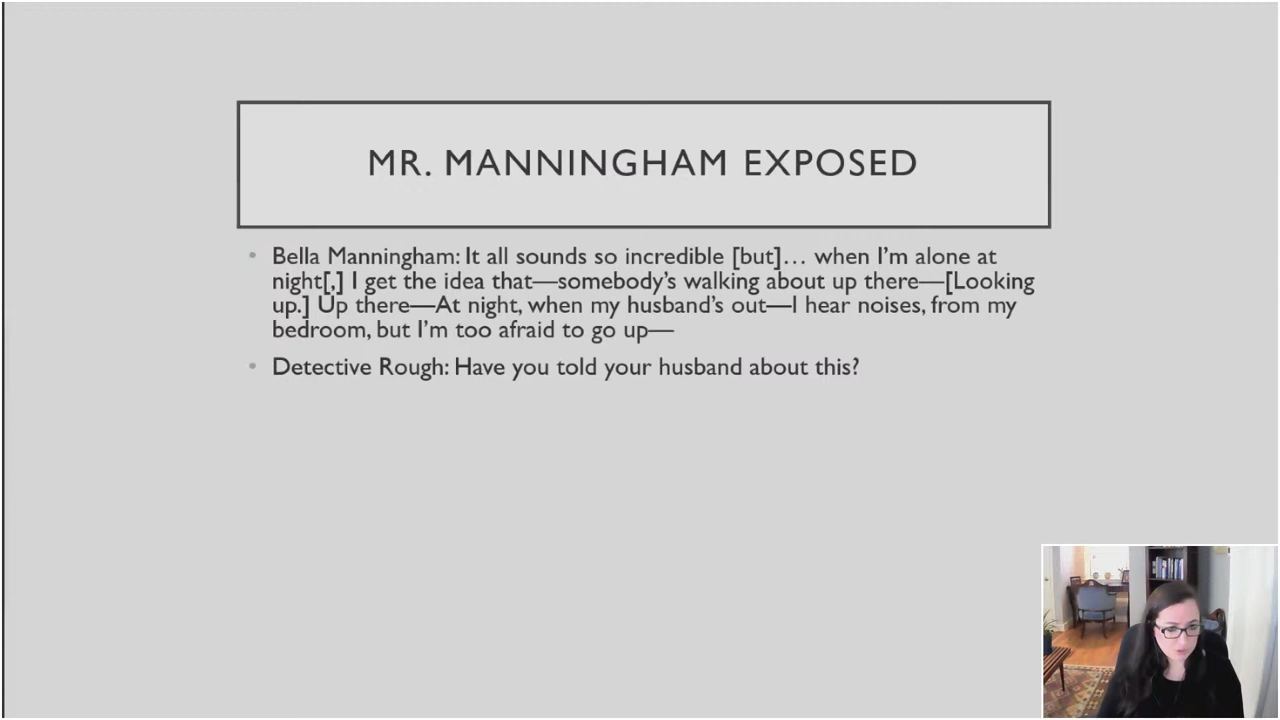 MR. MANNINGHAM EXPOSED
• Bella Manningham: It all sounds so incredible [but]… when I’m alone at
night[,] I get the idea that—somebody’s walking about up there—[Looking
up.] Up there—At night, when my husband’s out—I hear noises, from my
bedroom, but I’m too afraid to go up—
• Detective Rough: Have you told your husband about this?